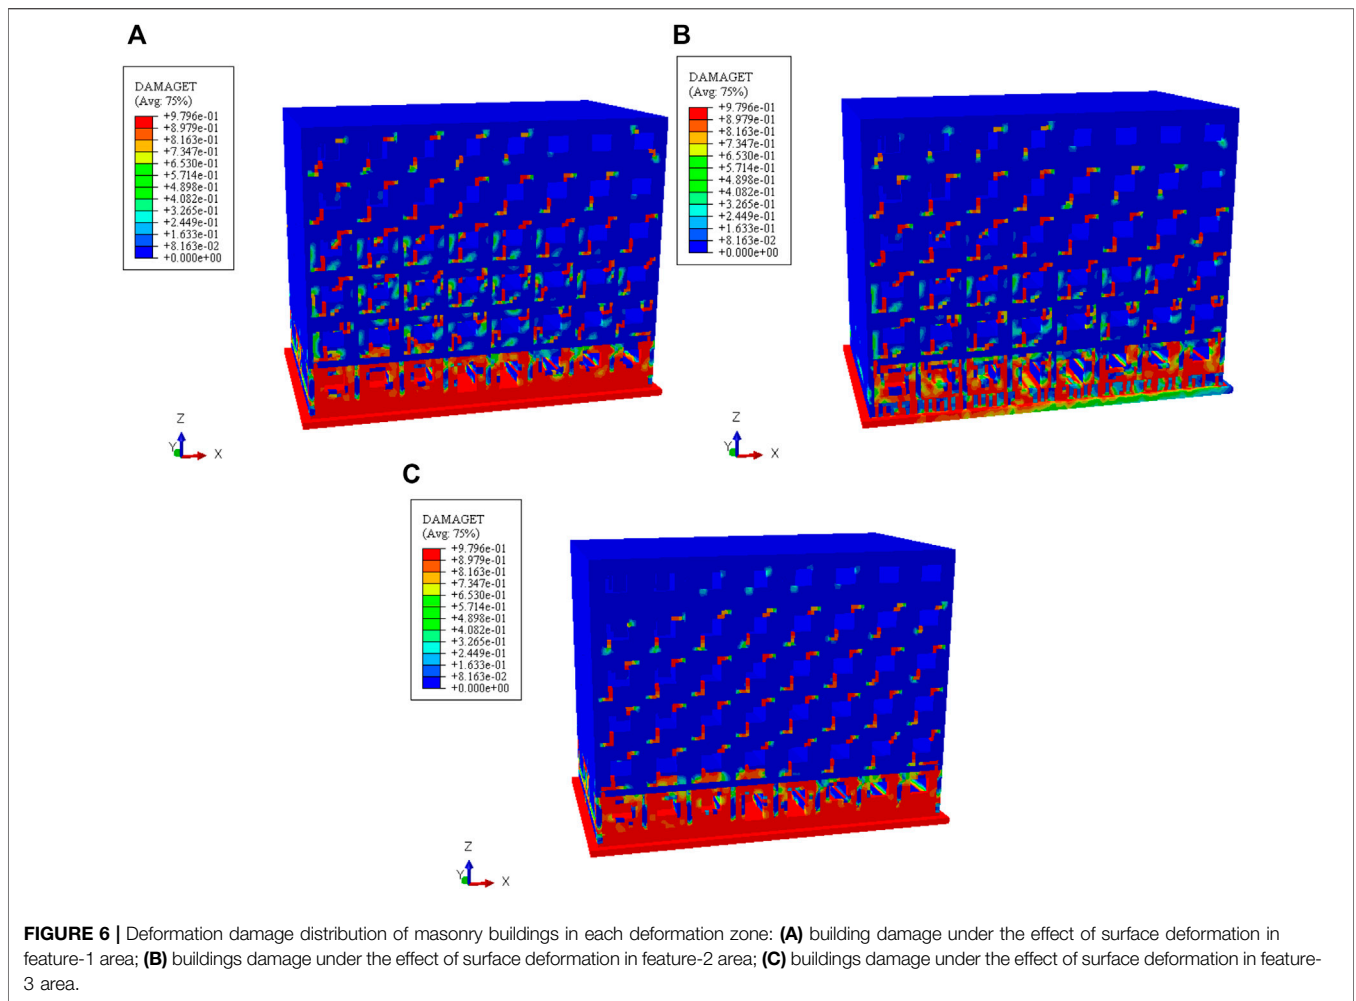 A
DAMAGET
(Avg: 75%)
+9.796e-01
+8.979e-01
+8.163e-01
+7.347e-01
+6.530e-01
+5.714e-01
+4.898e-01
+4.082e-01
+3.265e-01
+2.449e-01
+1.633e-01
+8.163e-02
+0.000e+00
Z
Y
X
B
DAMAGET
(Avg: 75%)
+9.796e-01
+8.979e-01
+8.163e-01
+7.347e-01
+6.530e-01
+5.714e-01
+4.898e-01
+4.082e-01
+3.265e-01
+2.449e-01
+1.633e-01
+8.163e-02
+0.000e+00
Z
Y
X
C
DAMAGET
(Avg: 75%)
+9.796e-01
+8.979e-01
+8.163e-01
+7.347e-01
+6.530e-01
+5.714e-01
+4.898e-01
+4.082e-01
+3.265e-01
+2.449e-01
+1.633e-01
+8.163e-02
+0.000e+00
Z
Y
X
FIGURE 6 | Deformation damage distribution of masonry buildings in each deformation zone: (A) building damage under the effect of surface deformation in
feature-1 area; (B) buildings damage under the effect of surface deformation in feature-2 area; (C) buildings damage under the effect of surface deformation in feature-
3 area.